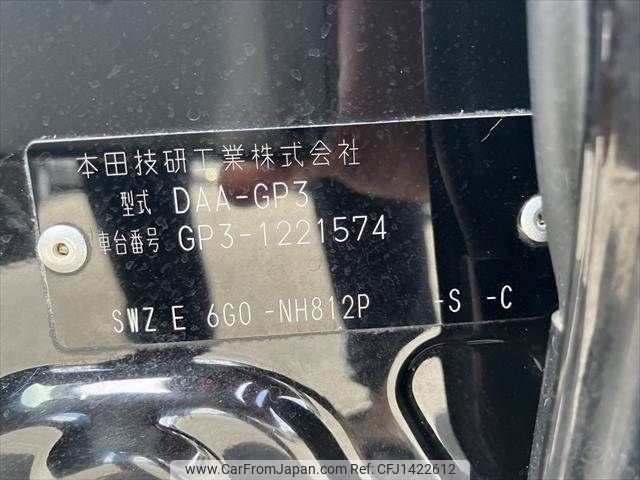 本田技研工業株式会社
型式 DAA-GP3
車台番号 GP3-1221574
SWZ E 6G0 -NH812P -S -C
www.CarFromJapan.com | CFJ1422612